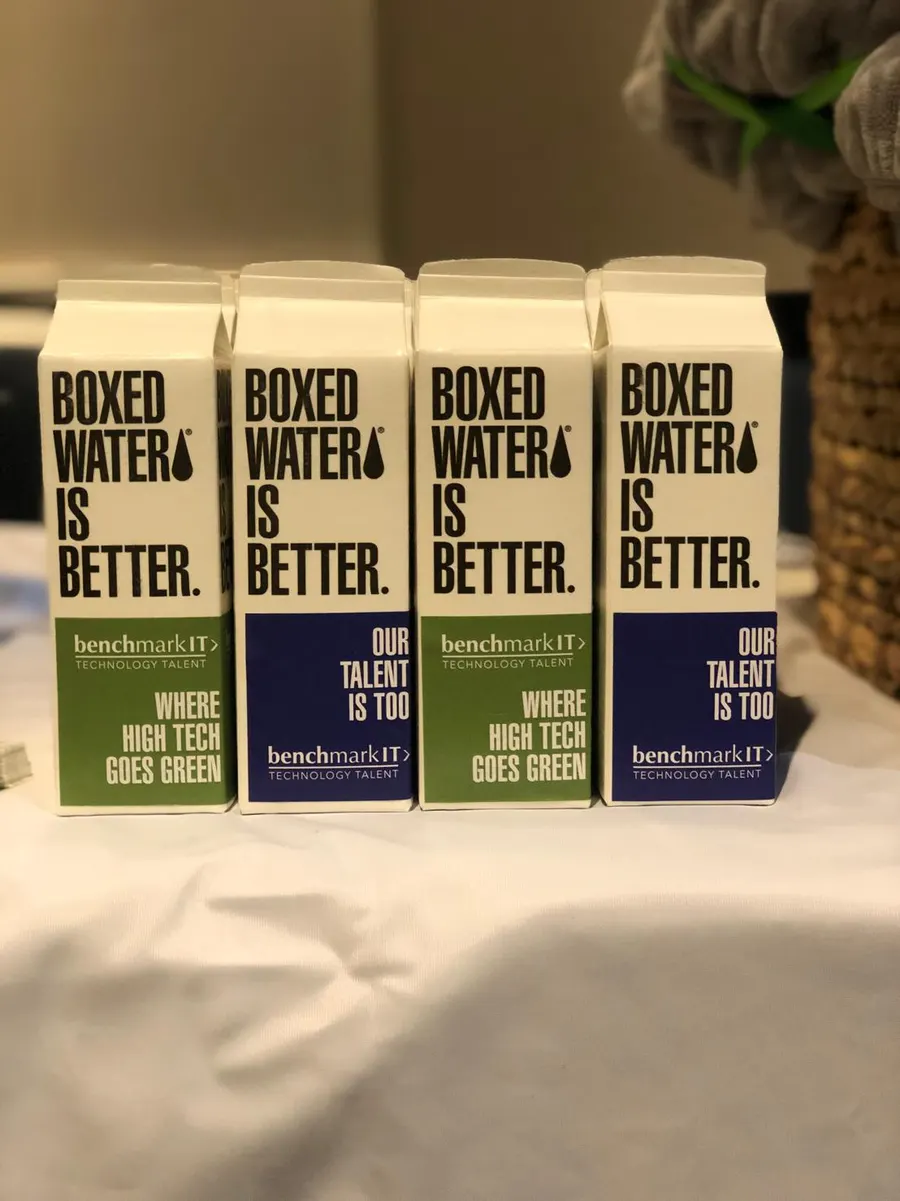 BOXED
WATER®
IS
BETTER.
benchmarkIT>
TECHNOLOGY TALENT
WHERE
HIGH TECH
GOES GREEN
BOXED
WATER®
IS
BETTER.
OUR
TALENT
IS TOO
benchmarkIT>
TECHNOLOGY TALENT
BOXED
WATER®
IS
BETTER.
benchmarkIT>
TECHNOLOGY TALENT
WHERE
HIGH TECH
GOES GREEN
BOXED
WATER®
IS
BETTER.
OUR
TALENT
IS TOO
benchmarkIT>
TECHNOLOGY TALENT